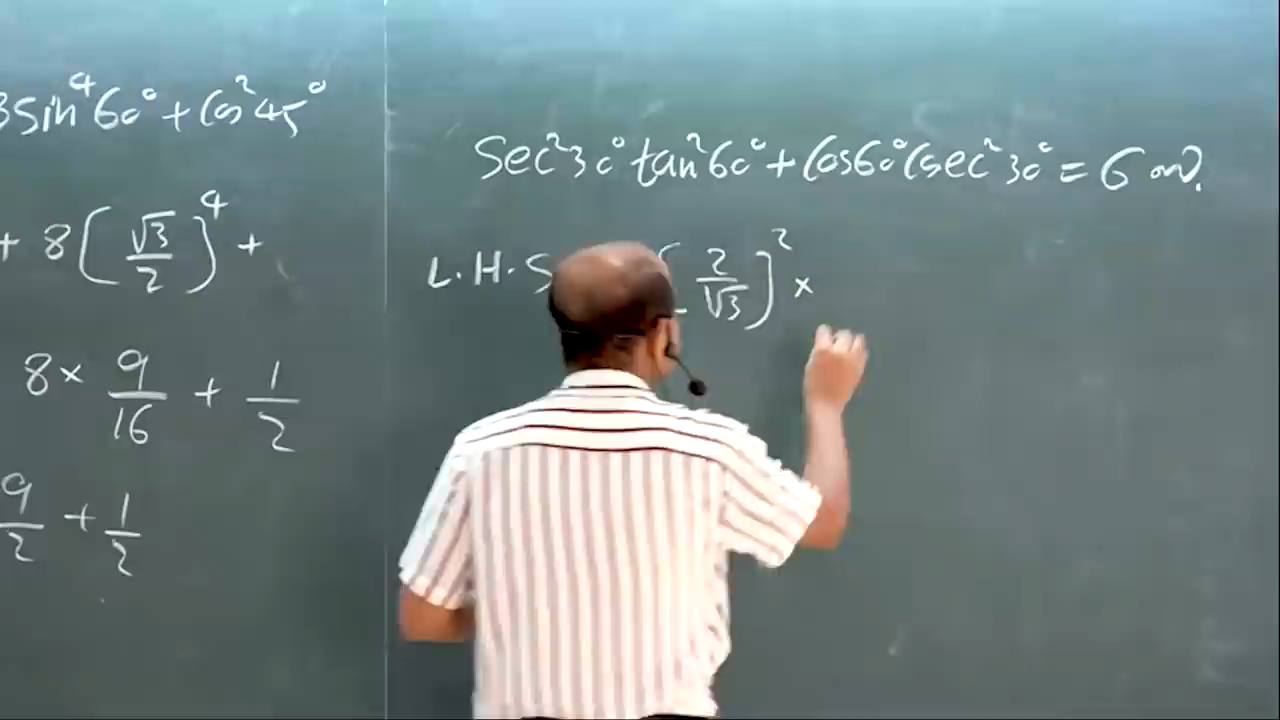 3sin⁴60° + Cos²45°
+ 8(√3/2)⁴ +
8 × 9/16 + 1/2
9/2 + 1/2
Sec²30° tan²60° + Cos60° Cosec²30° = 6
L.H.S (2/√3)² ×